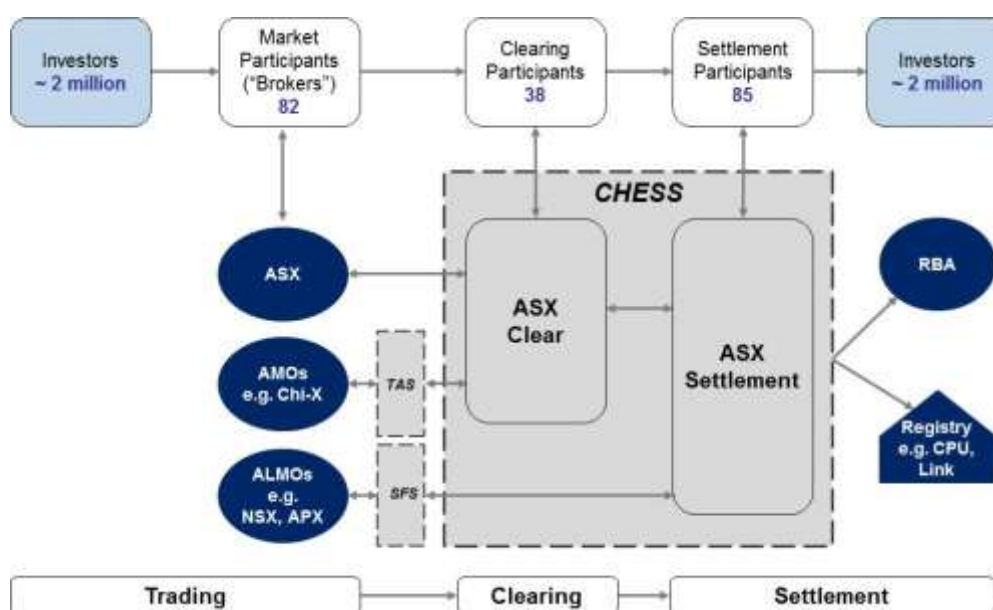 Investors
~ 2 million
Market
Participants
("Brokers")
82
Clearing
Participants
38
Settlement
Participants
85
Investors
~ 2 million
CHESS
ASX
ASX
Clear
ASX
Settlement
RBA
AMOs
e.g. Chi-X
TAS
ALMOs
e.g.
NSX, APX
SFS
Registry
e.g. CPU,
Link
Trading
Clearing
Settlement